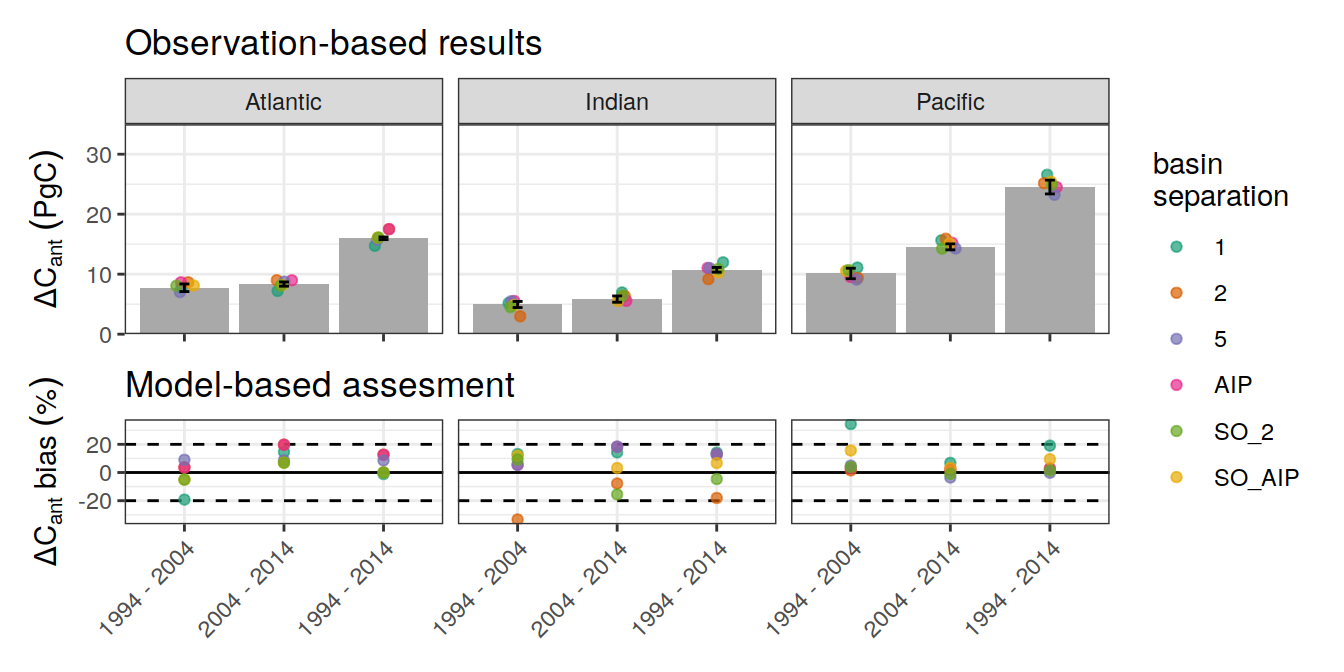 Observation-based results
Atlantic
Indian
Pacific
ΔCant (PgC)
30
20
10
0
Model-based assesment
ΔCant bias (%)
20
0
-20
1994 - 2004
2004 - 2014
1994 - 2014
1994 - 2004
2004 - 2014
1994 - 2014
1994 - 2004
2004 - 2014
1994 - 2014
basin
separation
1
2
5
AIP
SO_2
SO_AIP